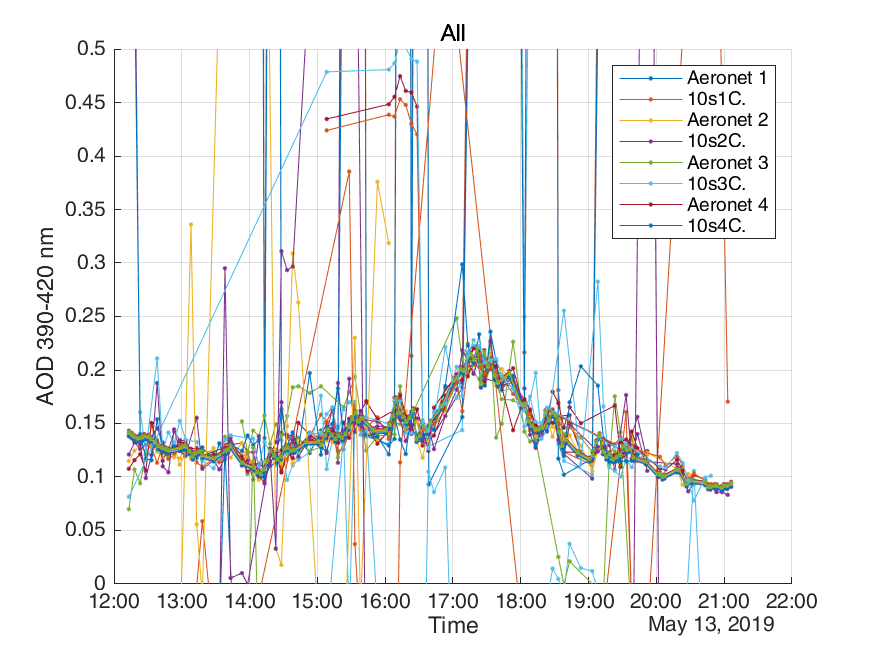 All
0.5
0.45
0.4
0.35
0.3
0.25
0.2
0.15
0.1
0.05
0
AOD 390-420 nm
Aeronet 1
10s1C.
Aeronet 2
10s2C.
Aeronet 3
10s3C.
Aeronet 4
10s4C.
12:00 13:00 14:00 15:00 16:00 17:00 18:00 19:00 20:00 21:00 22:00
Time
May 13, 2019